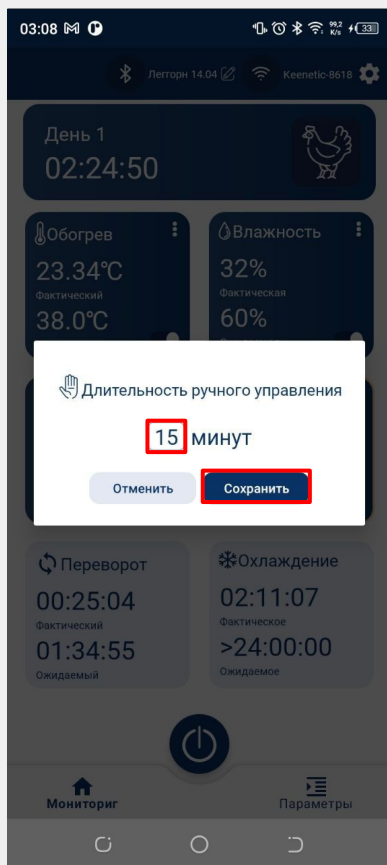 03:08
99,2
K/s
33
Леггорн 14.04
Keenetic-8618
День 1
02:24:50
Обогрев
Влажность
23.34℃
32%
Фактический
Фактическая
38.0℃
60%
Длительность ручного управления
15 минут
Отменить
Сохранить
Переворот
Охлаждение
00:25:04
02:11:07
Фактический
Фактическое
01:34:55
>24:00:00
Ожидаемый
Ожидаемое
Мониториг
Параметры